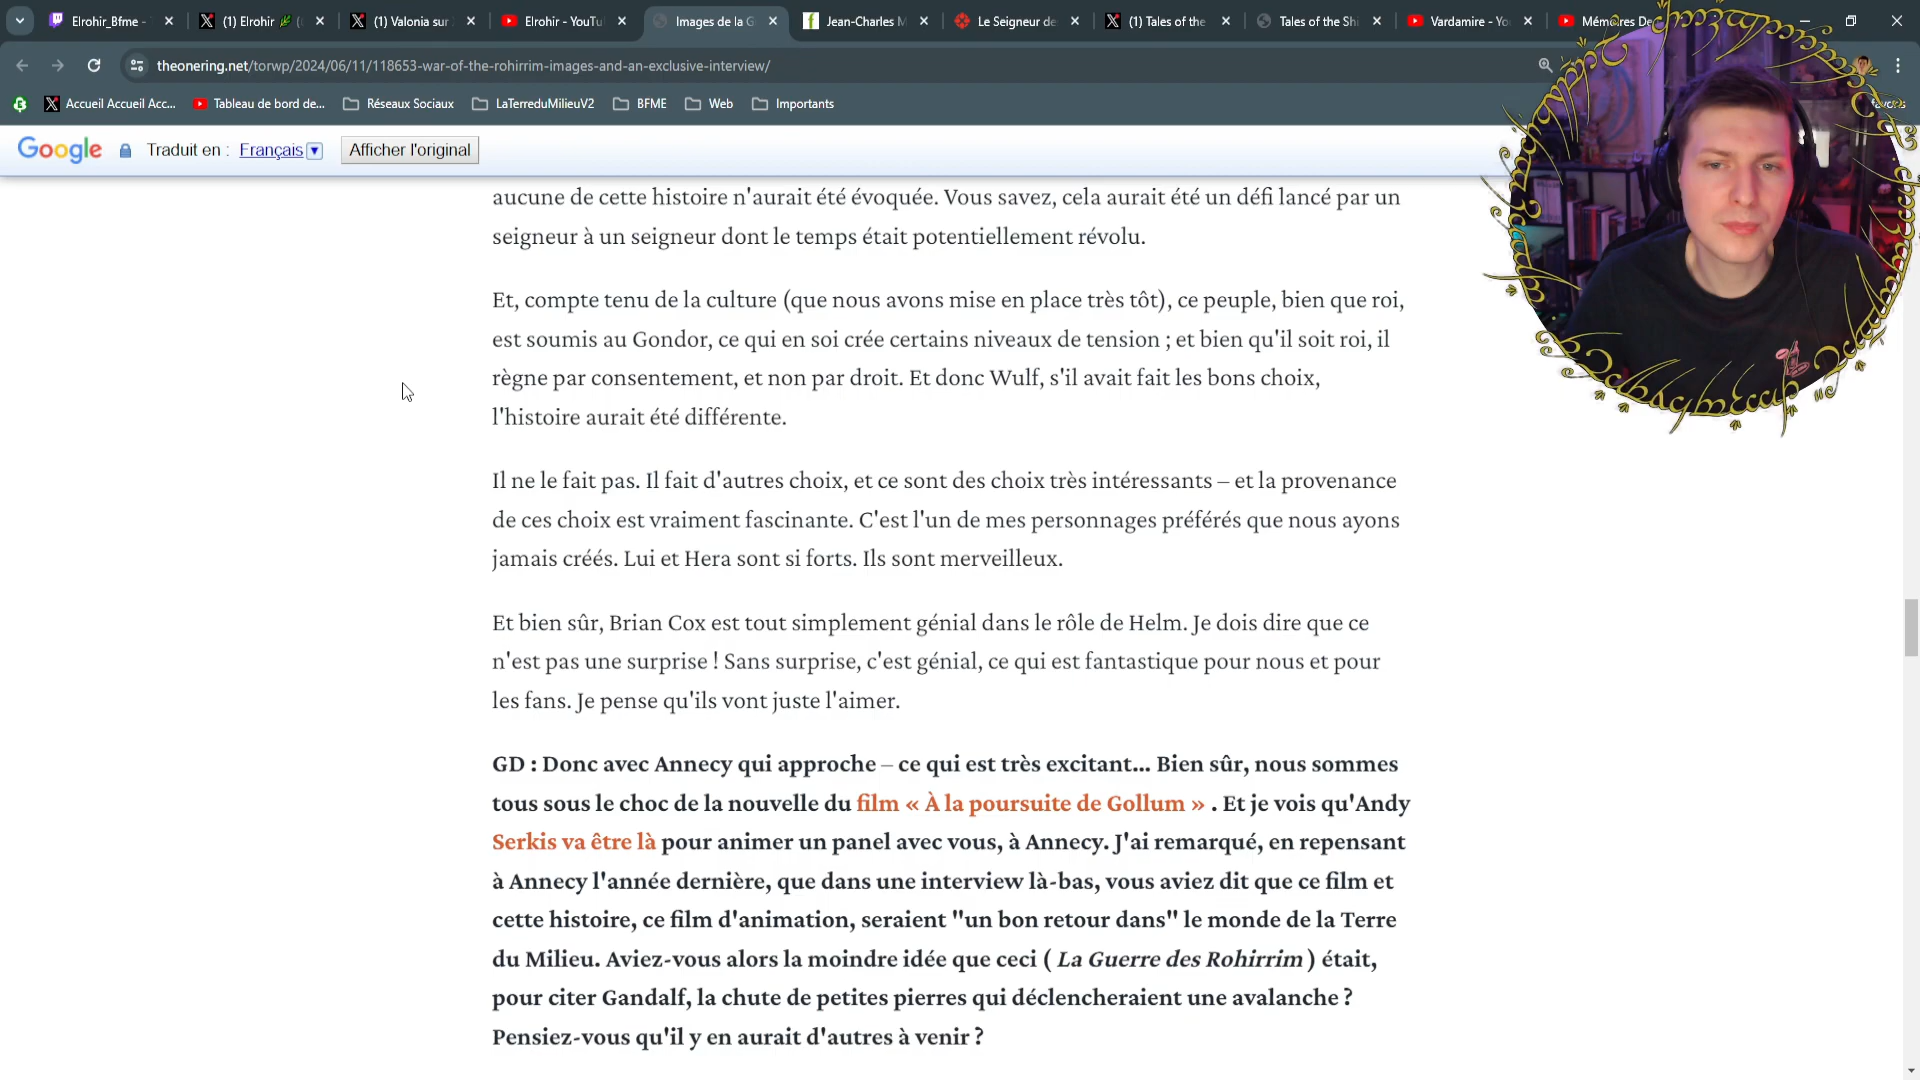 Elrohir_Bfme -
(1) Elrohir
(1) Valonia sur
Elrohir - YouTu
Images de la G
Jean-Charles M
Le Seigneur de
(1) Tales of the
Tales of the Shi
Vardamire - Yo
Mémoires De
theonering.net/torwp/2024/06/11/118653-war-of-the-rohirrim-images-and-an-exclusive-interview/
Accueil Accueil Acc...
Tableau de bord de...
Réseaux Sociaux
LaTerreduMilieuV2
BFME
Web
Importants
favoris
Google
Traduit en :
Français
Afficher l'original
aucune de cette histoire n'aurait été évoquée. Vous savez, cela aurait été un défi lancé par un
seigneur à un seigneur dont le temps était potentiellement révolu.
Et, compte tenu de la culture (que nous avons mise en place très tôt), ce peuple, bien que roi,
est soumis au Gondor, ce qui en soi crée certains niveaux de tension ; et bien qu'il soit roi, il
règne par consentement, et non par droit. Et donc Wulf, s'il avait fait les bons choix,
l'histoire aurait été différente.
Il ne le fait pas. Il fait d'autres choix, et ce sont des choix très intéressants – et la provenance
de ces choix est vraiment fascinante. C'est l'un de mes personnages préférés que nous ayons
jamais créés. Lui et Hera sont si forts. Ils sont merveilleux.
Et bien sûr, Brian Cox est tout simplement génial dans le rôle de Helm. Je dois dire que ce
n'est pas une surprise ! Sans surprise, c'est génial, ce qui est fantastique pour nous et pour
les fans. Je pense qu'ils vont juste l'aimer.
GD : Donc avec Annecy qui approche – ce qui est très excitant... Bien sûr, nous sommes
tous sous le choc de la nouvelle du film « À la poursuite de Gollum » . Et je vois qu'Andy
Serkis va être là pour animer un panel avec vous, à Annecy. J'ai remarqué, en repensant
à Annecy l'année dernière, que dans une interview là-bas, vous aviez dit que ce film et
cette histoire, ce film d'animation, seraient "un bon retour dans" le monde de la Terre
du Milieu. Aviez-vous alors la moindre idée que ceci ( La Guerre des Rohirrim ) était,
pour citer Gandalf, la chute de petites pierres qui déclencheraient une avalanche ?
Pensiez-vous qu'il y en aurait d'autres à venir ?